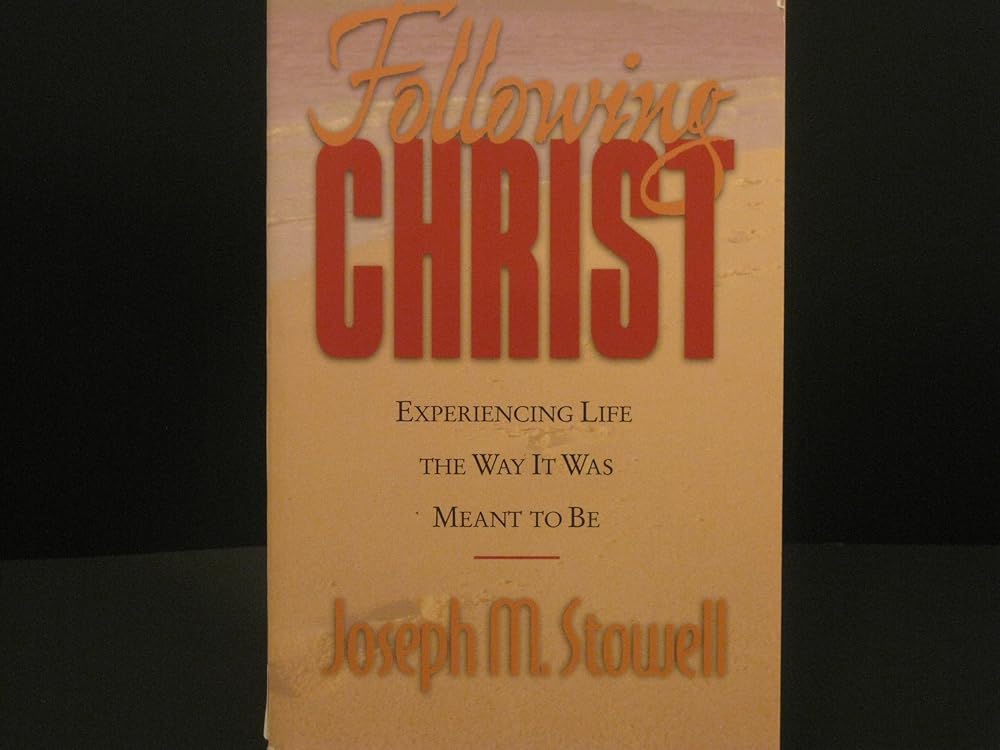 Following
CHRIST
Experiencing Life
the Way It Was
Meant to Be
Joseph M. Stowell